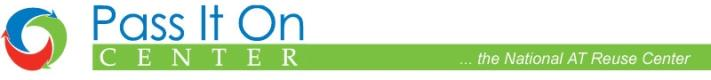 Pass It On
CENTER
... the National AT Reuse Center